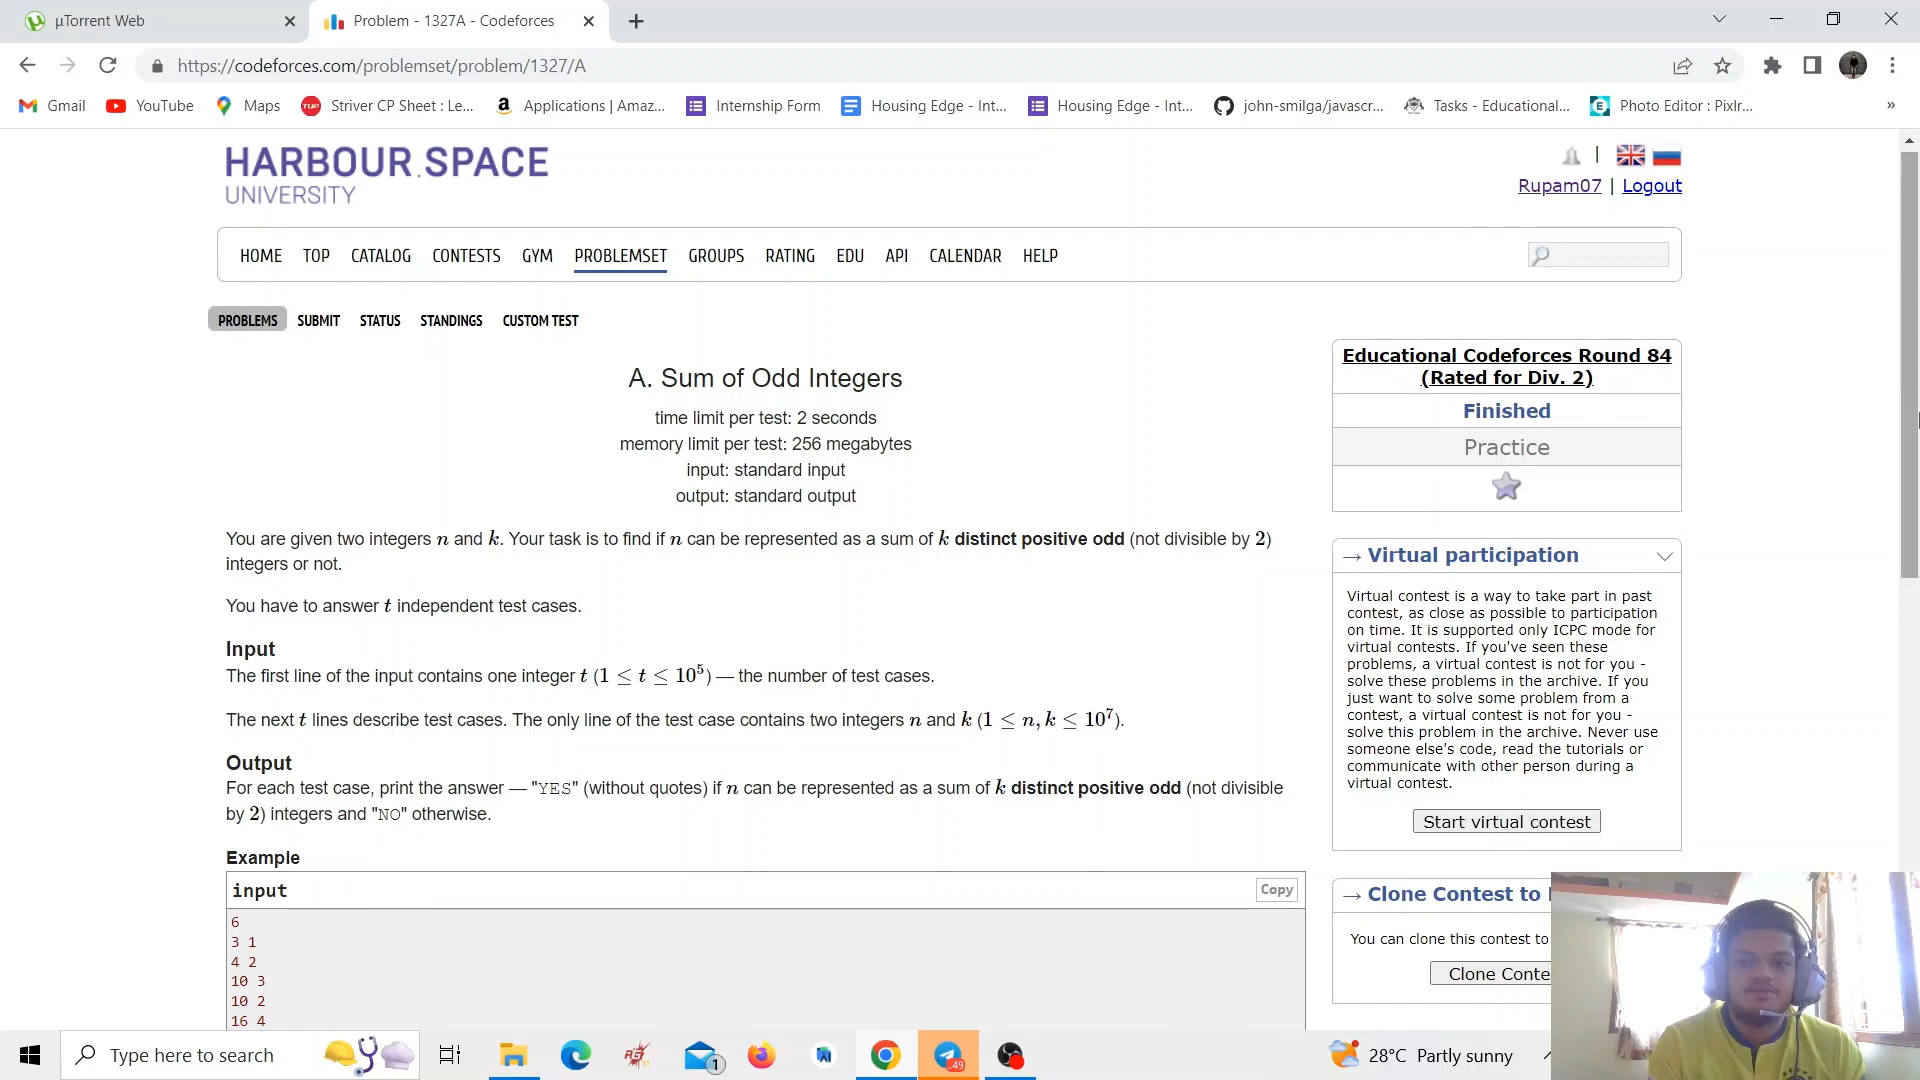 µTorrent Web
Problem - 1327A - Codeforces
https://codeforces.com/problemset/problem/1327/A
Gmail
YouTube
Maps
TUF
Striver CP Sheet : Le...
Applications | Amaz...
Internship Form
Housing Edge - Int...
Housing Edge - Int...
john-smilga/javascr...
Tasks - Educational...
Photo Editor : Pixlr...
»
HARBOUR.SPACE
UNIVERSITY
Rupam07 | Logout
HOME TOP CATALOG CONTESTS GYM PROBLEMSET GROUPS RATING EDU API CALENDAR HELP
PROBLEMS SUBMIT STATUS STANDINGS CUSTOM TEST
A. Sum of Odd Integers
time limit per test: 2 seconds
memory limit per test: 256 megabytes
input: standard input
output: standard output
You are given two integers n and k. Your task is to find if n can be represented as a sum of k distinct positive odd (not divisible by 2)
integers or not.
You have to answer t independent test cases.
Input
The first line of the input contains one integer t (1 ≤ t ≤ 10⁵) — the number of test cases.
The next t lines describe test cases. The only line of the test case contains two integers n and k (1 ≤ n, k ≤ 10⁷).
Output
For each test case, print the answer — "YES" (without quotes) if n can be represented as a sum of k distinct positive odd (not divisible
by 2) integers and "NO" otherwise.
Example
input
Copy
6
3 1
4 2
10 3
10 2
16 4
Educational Codeforces Round 84
(Rated for Div. 2)
Finished
Practice
→ Virtual participation
Virtual contest is a way to take part in past
contest, as close as possible to participation
on time. It is supported only ICPC mode for
virtual contests. If you've seen these
problems, a virtual contest is not for you -
solve these problems in the archive. If you
just want to solve some problem from a
contest, a virtual contest is not for you -
solve this problem in the archive. Never use
someone else's code, read the tutorials or
communicate with other person during a
virtual contest.
Start virtual contest
→ Clone Contest to
You can clone this contest to
Clone Conte
Type here to search
1
49
28°C Partly sunny